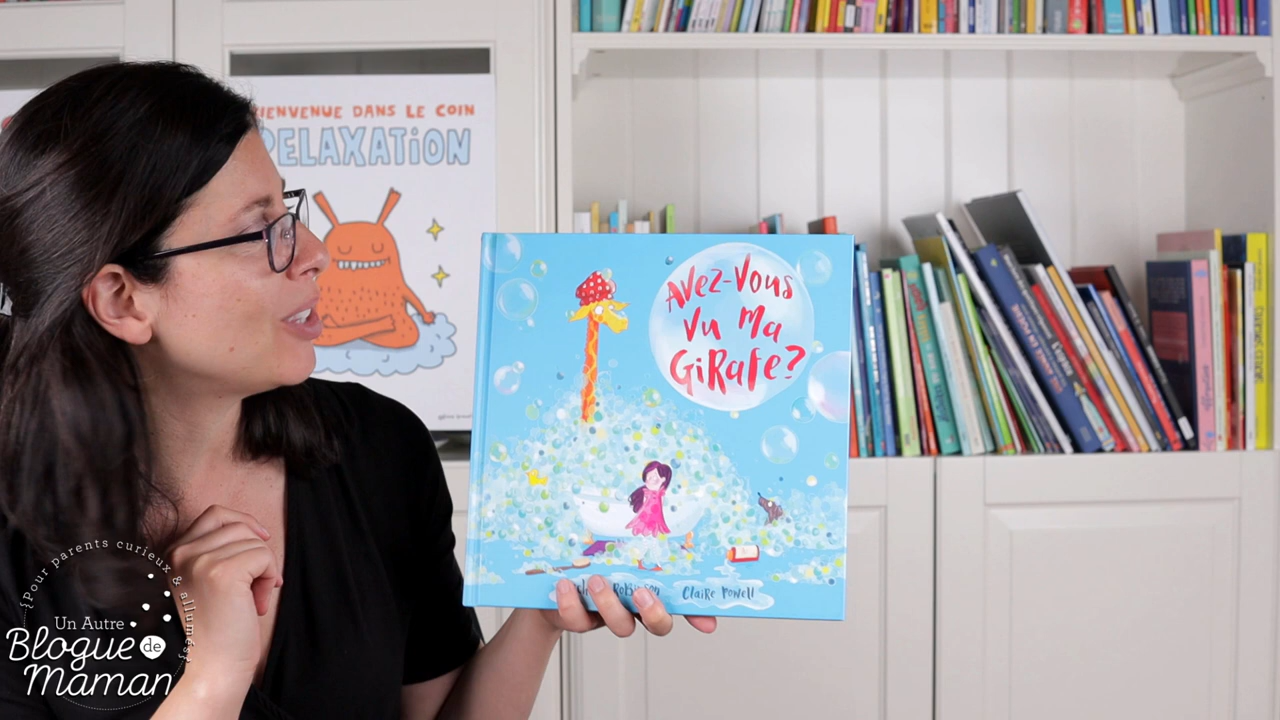 BIENVENUE DANS LE COIN
RELAXATION
AVEZ-VOUS
VU MA
GIRAFE?
Claire Powell
{Pour parents curieux & allumés}
Un Autre
Blogue de
Maman